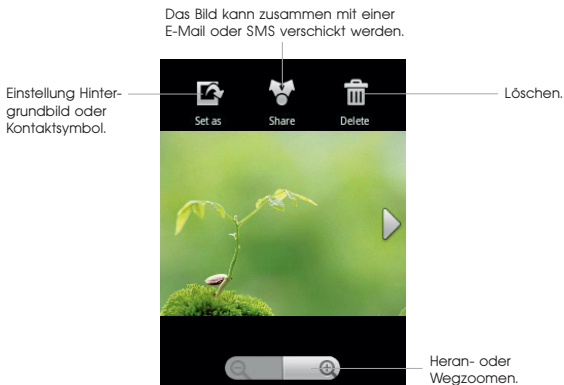 Das Bild kann zusammen mit einer
E-Mail oder SMS verschickt werden.
Einstellung Hinter-
grundbild oder
Kontaktsymbol.
Löschen.
Set as
Share
Delete
Heran- oder
Wegzoomen.